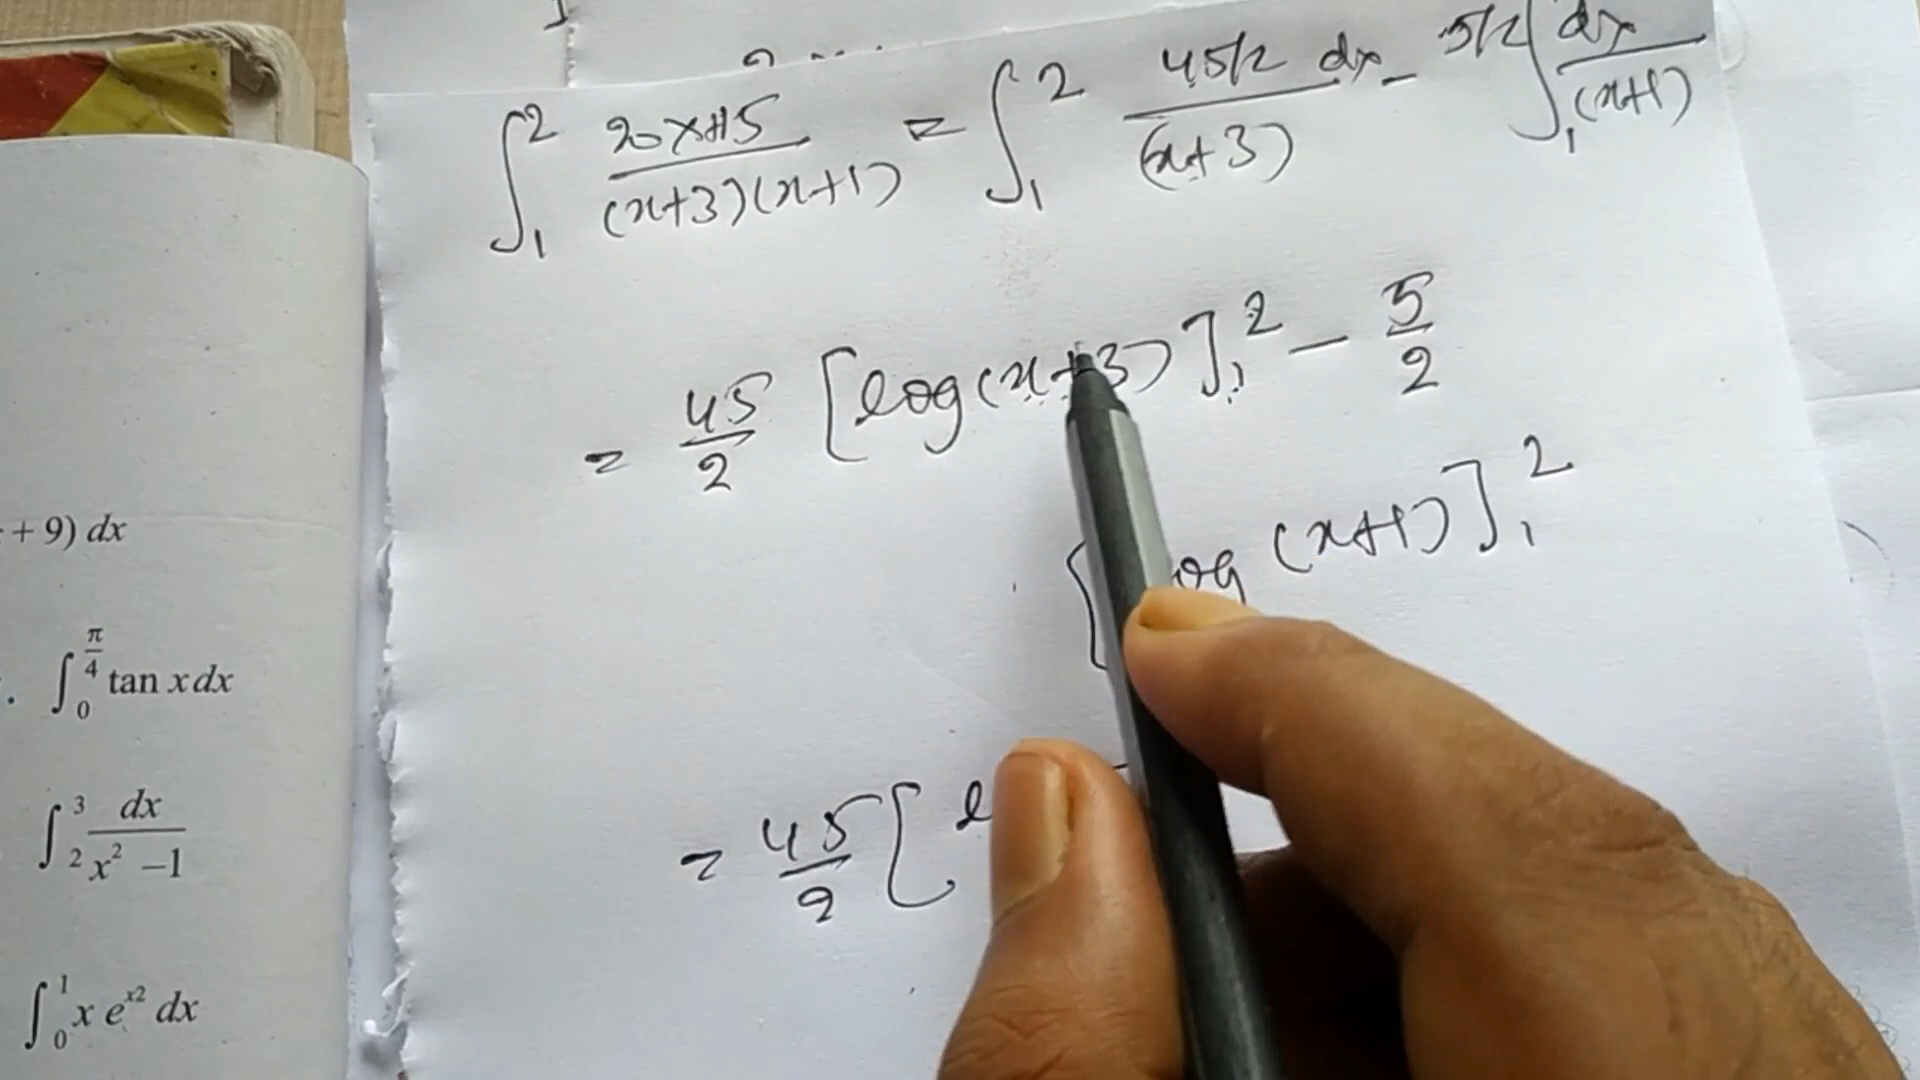 ∫₁² 20x+15 / (x+3)(x+1) = ∫₁² 45/2 dx / (x+3) - 5/2 ∫₁ dx / (x+1)
= 45/2 [log(x+3)]₁² - 5/2
[log (x+1)]₁²
= 45/2 [
+ 9) dx
∫₀^(π/4) tan x dx
∫₂³ dx / x² –1
∫₀¹ x e^(x2) dx